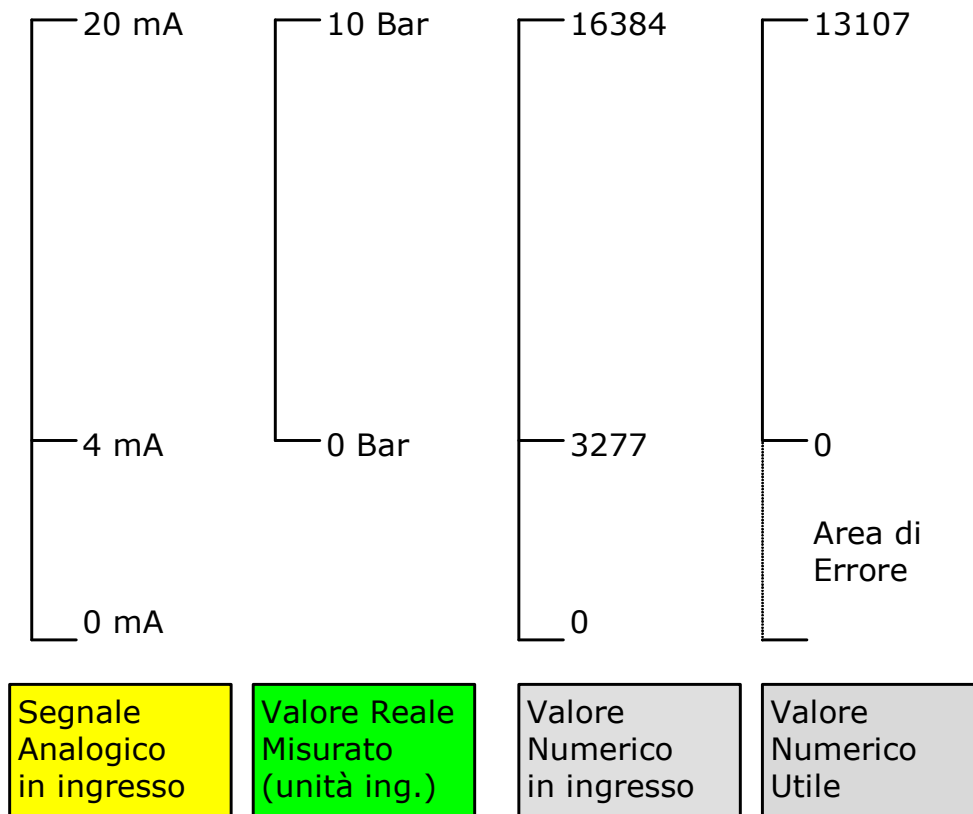 20 mA
10 Bar
16384
13107
4 mA
0 Bar
3277
0
Area di
Errore
0 mA
0
Segnale
Analogico
in ingresso
Valore Reale
Misurato
(unità ing.)
Valore
Numerico
in ingresso
Valore
Numerico
Utile